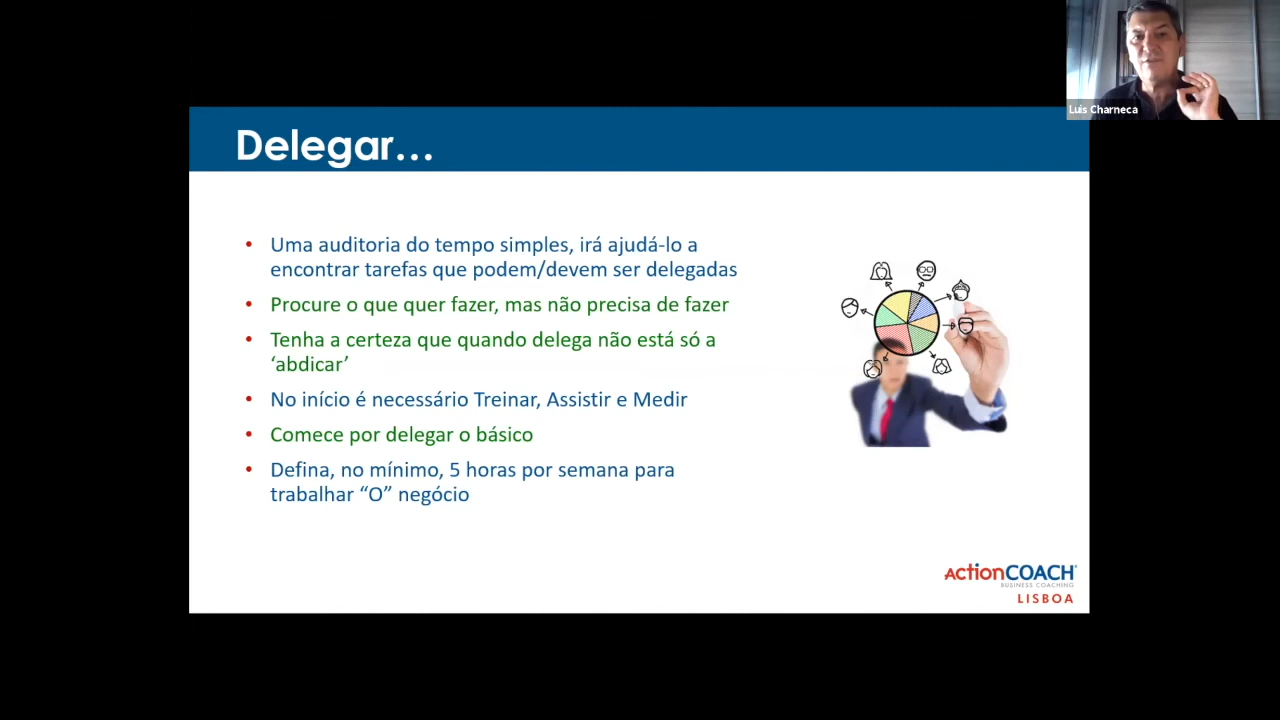 Luis Charneca
Delegar...
• Uma auditoria do tempo simples, irá ajudá-lo a
encontrar tarefas que podem/devem ser delegadas
• Procure o que quer fazer, mas não precisa de fazer
• Tenha a certeza que quando delega não está só a
‘abdicar’
• No início é necessário Treinar, Assistir e Medir
• Comece por delegar o básico
• Defina, no mínimo, 5 horas por semana para
trabalhar “O” negócio
ActionCOACH
BUSINESS COACHING
LISBOA